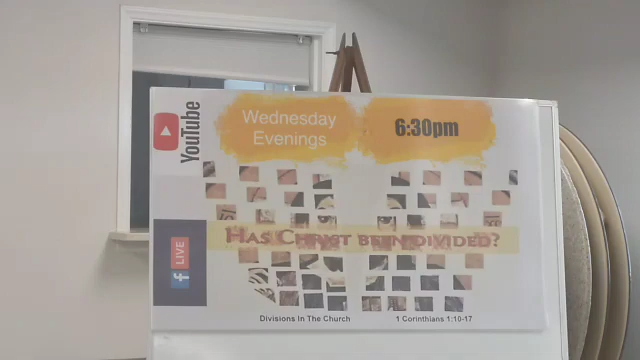 YouTube
Wednesday
Evenings
6:30pm
f LIVE
HAS CHRIST BEEN DIVIDED?
Divisions In The Church
1 Corinthians 1:10-17